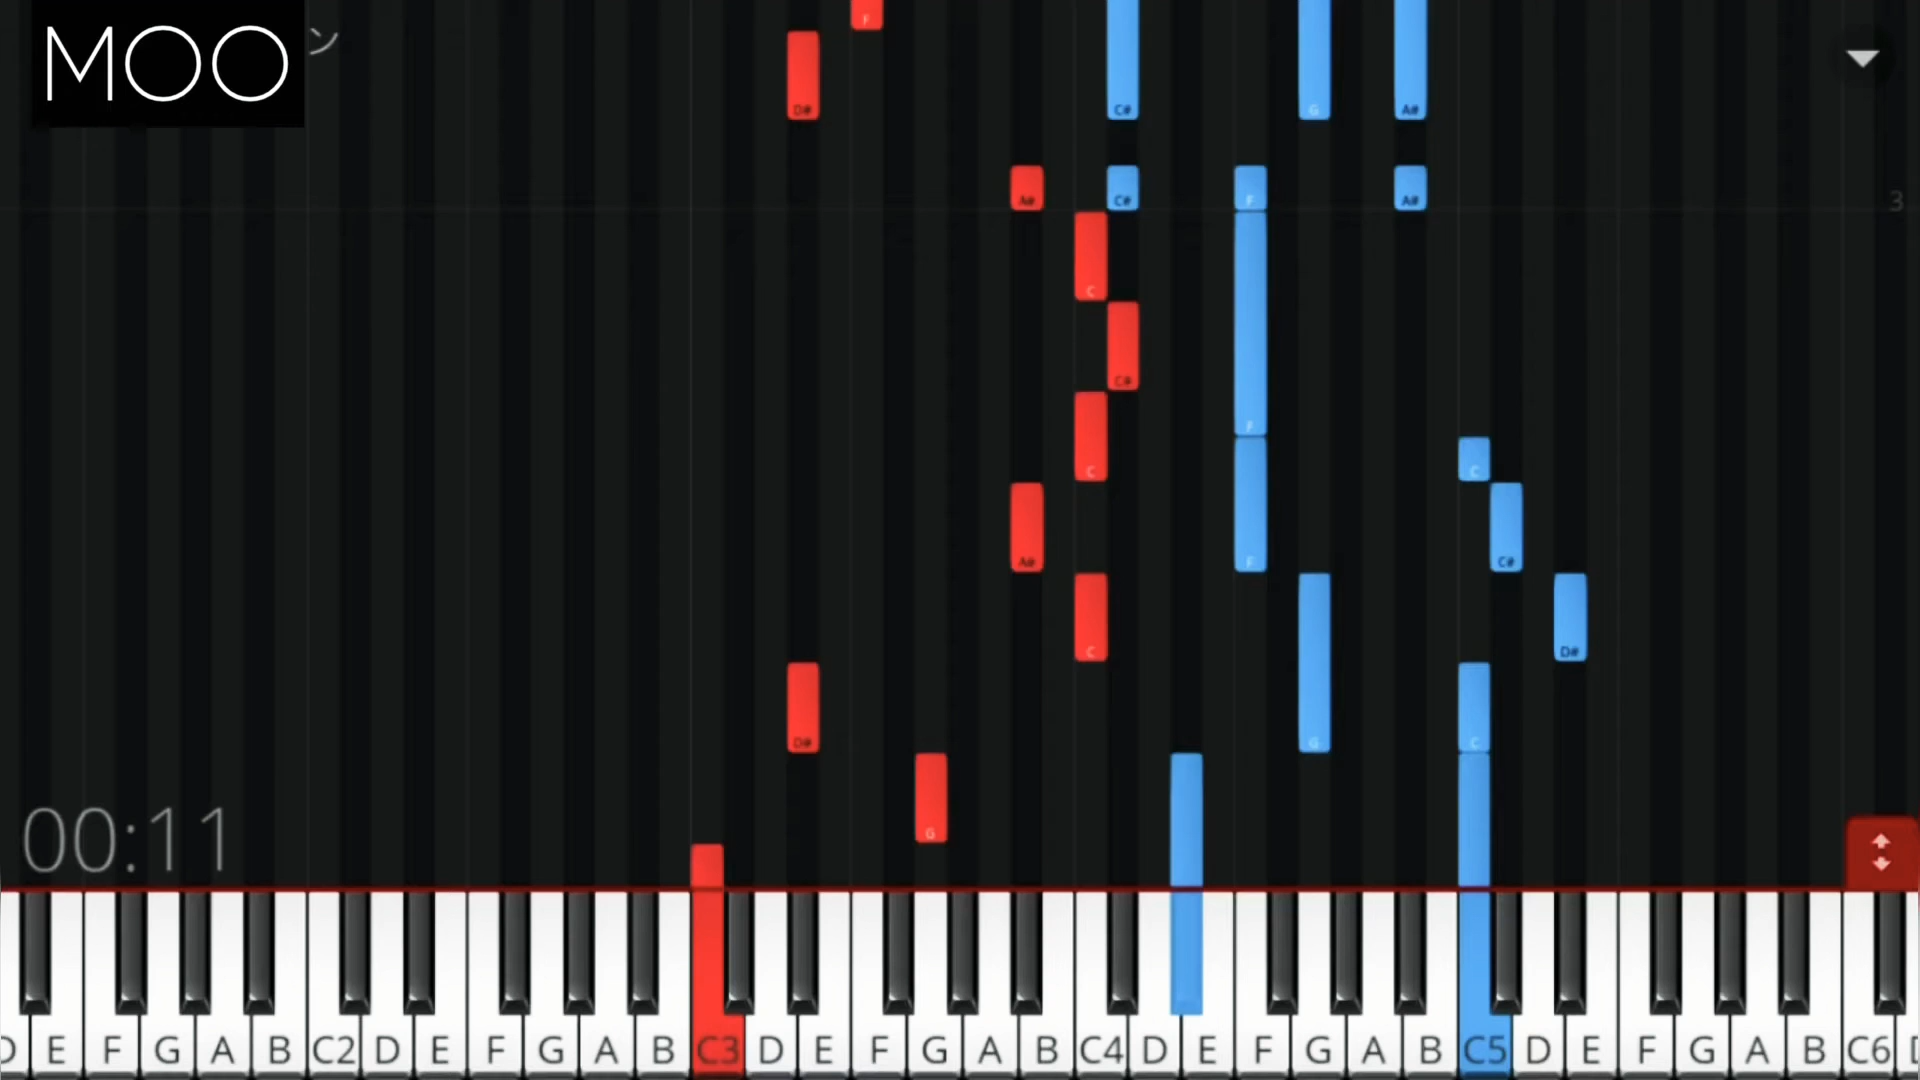 MOO ン
F
D# C# G A#
A# C# F A#
3
C
C#
F
C C
A# F C#
C D#
D# G C
G
00:11
D E F G A B C2 D E F G A B C3 D E F G A B C4 D E F G A B C5 D E F G A B C6 D